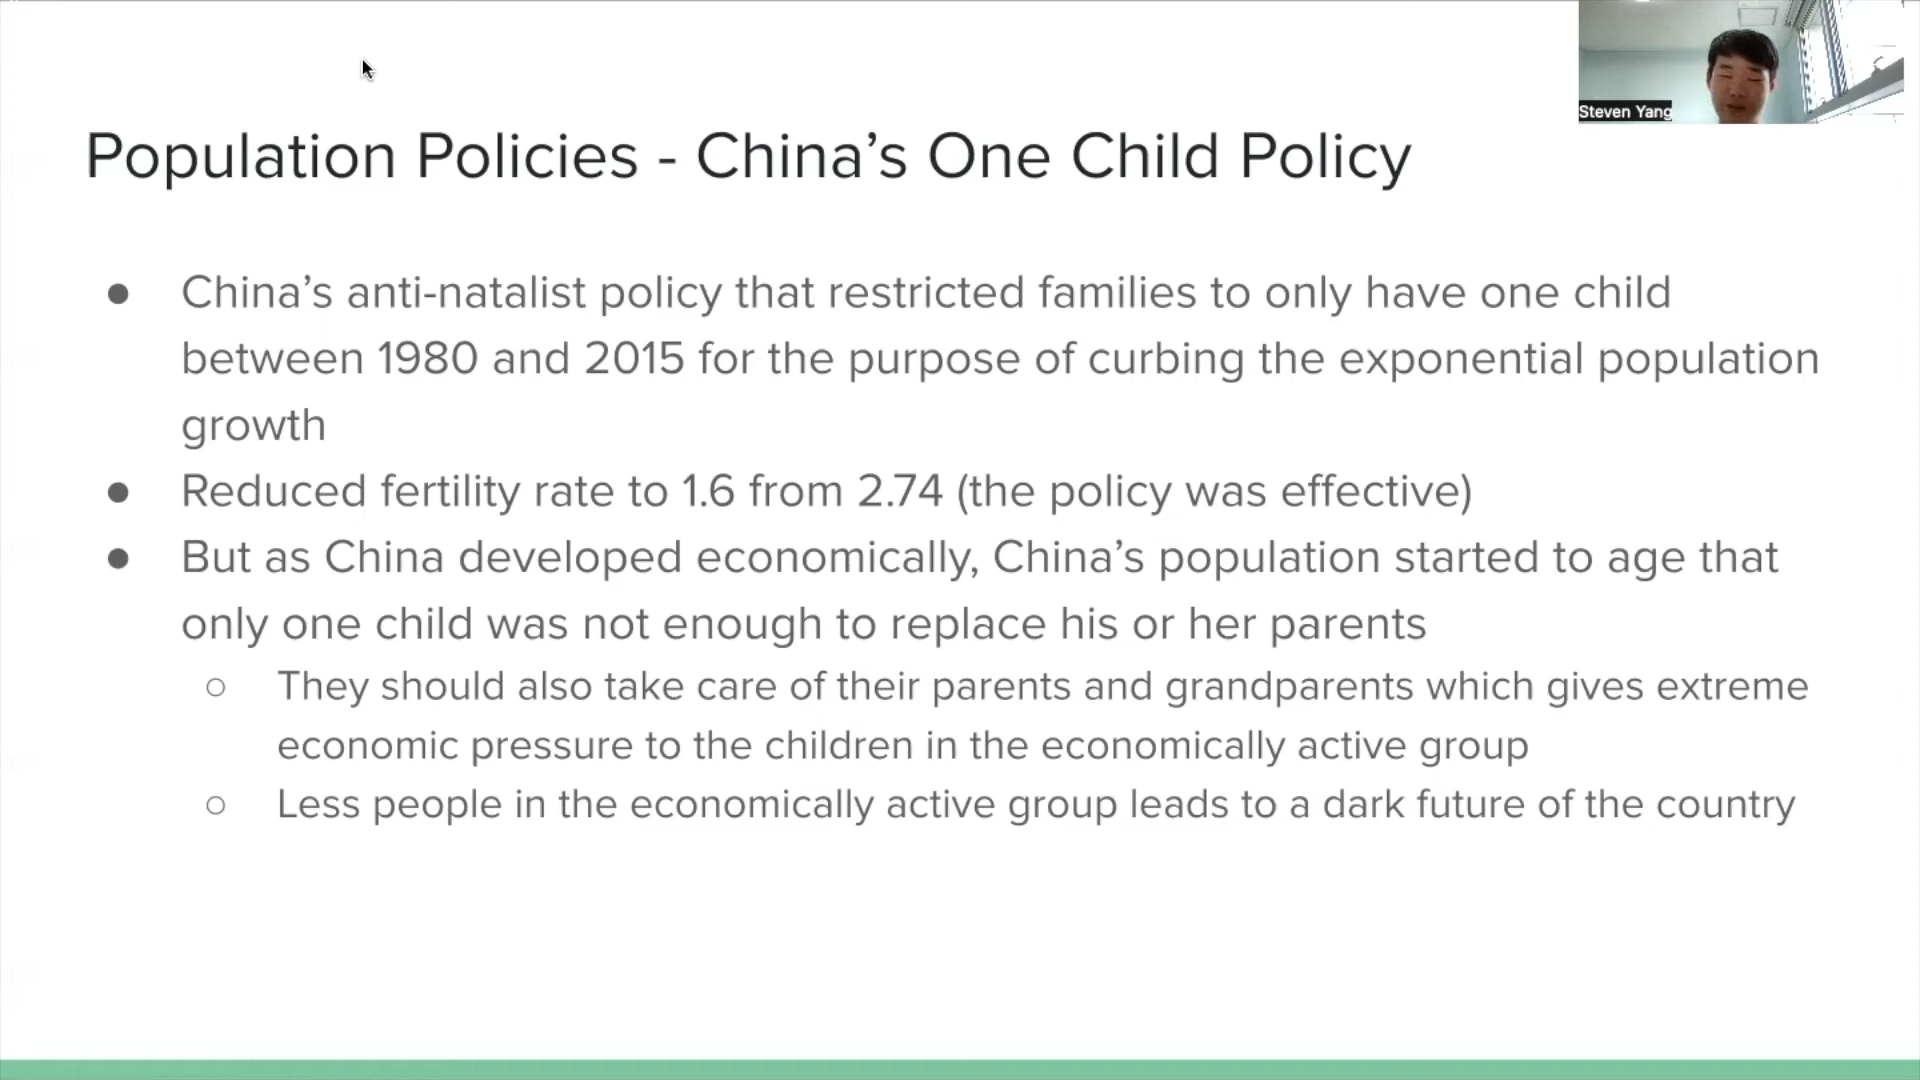 Steven Yang
Population Policies - China’s One Child Policy
● China’s anti-natalist policy that restricted families to only have one child
between 1980 and 2015 for the purpose of curbing the exponential population
growth
● Reduced fertility rate to 1.6 from 2.74 (the policy was effective)
● But as China developed economically, China’s population started to age that
only one child was not enough to replace his or her parents
○ They should also take care of their parents and grandparents which gives extreme
economic pressure to the children in the economically active group
○ Less people in the economically active group leads to a dark future of the country